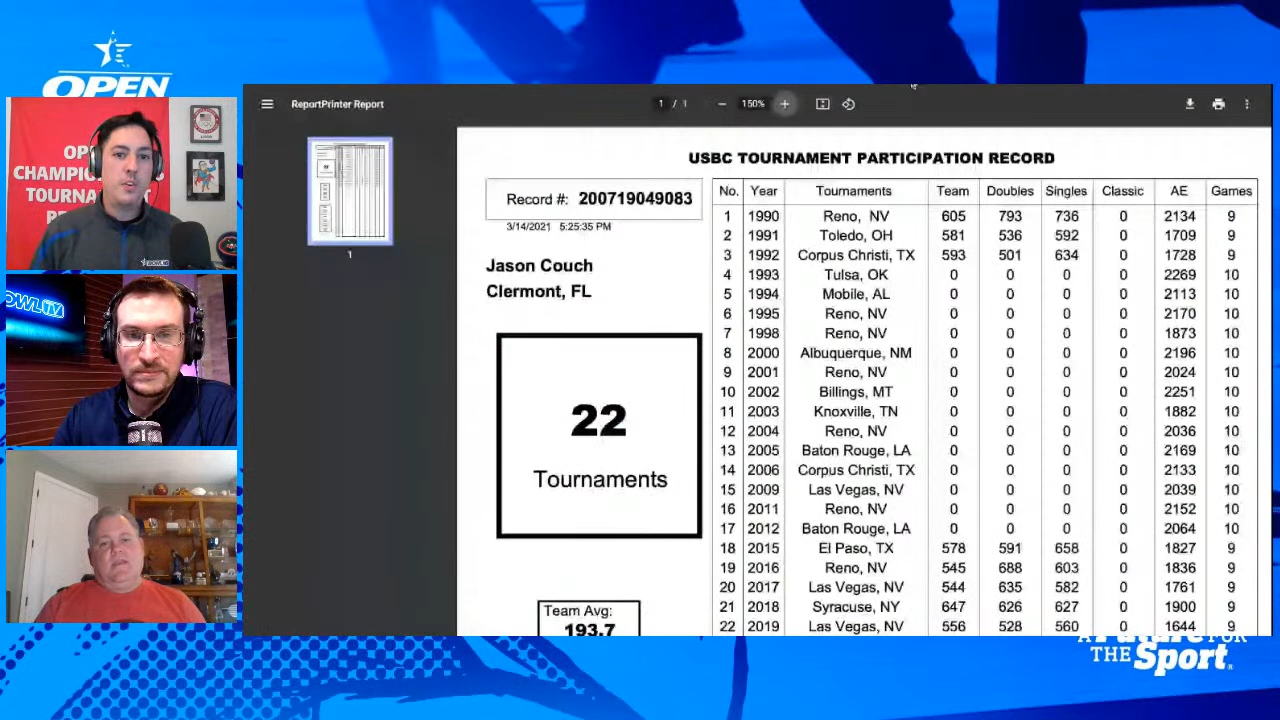 OPEN
OP
CHAMPION S
TOURNAM NT
RE
OWLTV
ReportPrinter Report
1 / 1
150%
1
USBC TOURNAMENT PARTICIPATION RECORD
Record #: 200719049083
3/14/2021 5:25:35 PM
Jason Couch
Clermont, FL
22
Tournaments
Team Avg:
193.7
No. Year Tournaments Team Doubles Singles Classic AE Games
1 1990 Reno, NV 605 793 736 0 2134 9
2 1991 Toledo, OH 581 536 592 0 1709 9
3 1992 Corpus Christi, TX 593 501 634 0 1728 9
4 1993 Tulsa, OK 0 0 0 0 2269 10
5 1994 Mobile, AL 0 0 0 0 2113 10
6 1995 Reno, NV 0 0 0 0 2170 10
7 1998 Reno, NV 0 0 0 0 1873 10
8 2000 Albuquerque, NM 0 0 0 0 2196 10
9 2001 Reno, NV 0 0 0 0 2024 10
10 2002 Billings, MT 0 0 0 0 2251 10
11 2003 Knoxville, TN 0 0 0 0 1882 10
12 2004 Reno, NV 0 0 0 0 2036 10
13 2005 Baton Rouge, LA 0 0 0 0 2169 10
14 2006 Corpus Christi, TX 0 0 0 0 2133 10
15 2009 Las Vegas, NV 0 0 0 0 2039 10
16 2011 Reno, NV 0 0 0 0 2152 10
17 2012 Baton Rouge, LA 0 0 0 0 2064 10
18 2015 El Paso, TX 578 591 658 0 1827 9
19 2016 Reno, NV 545 688 603 0 1836 9
20 2017 Las Vegas, NV 544 635 582 0 1761 9
21 2018 Syracuse, NY 647 626 627 0 1900 9
22 2019 Las Vegas, NV 556 528 560 0 1644 9
A Future FOR
THE Sport